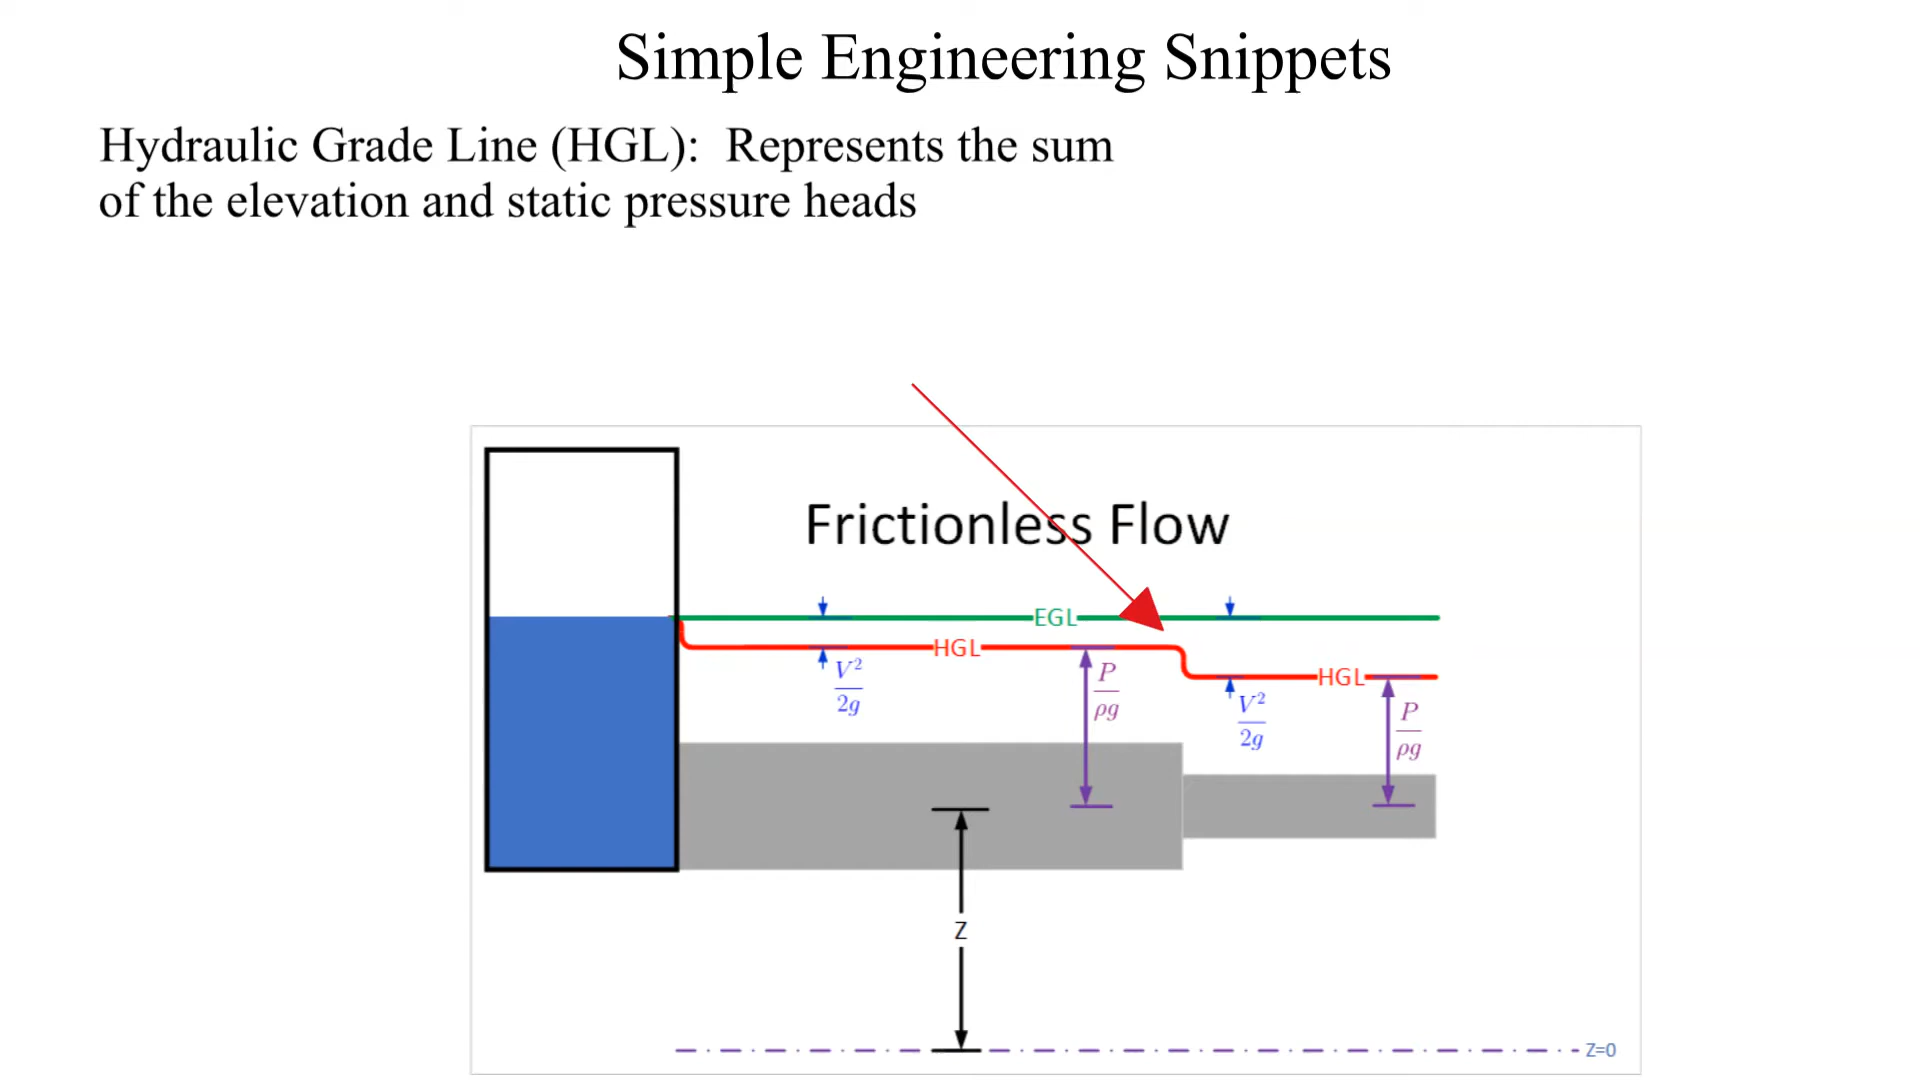 Simple Engineering Snippets
Hydraulic Grade Line (HGL):  Represents the sum
of the elevation and static pressure heads
Frictionless Flow
EGL
HGL
HGL
V²
2g
P
ρg
V²
2g
P
ρg
Z
Z=0